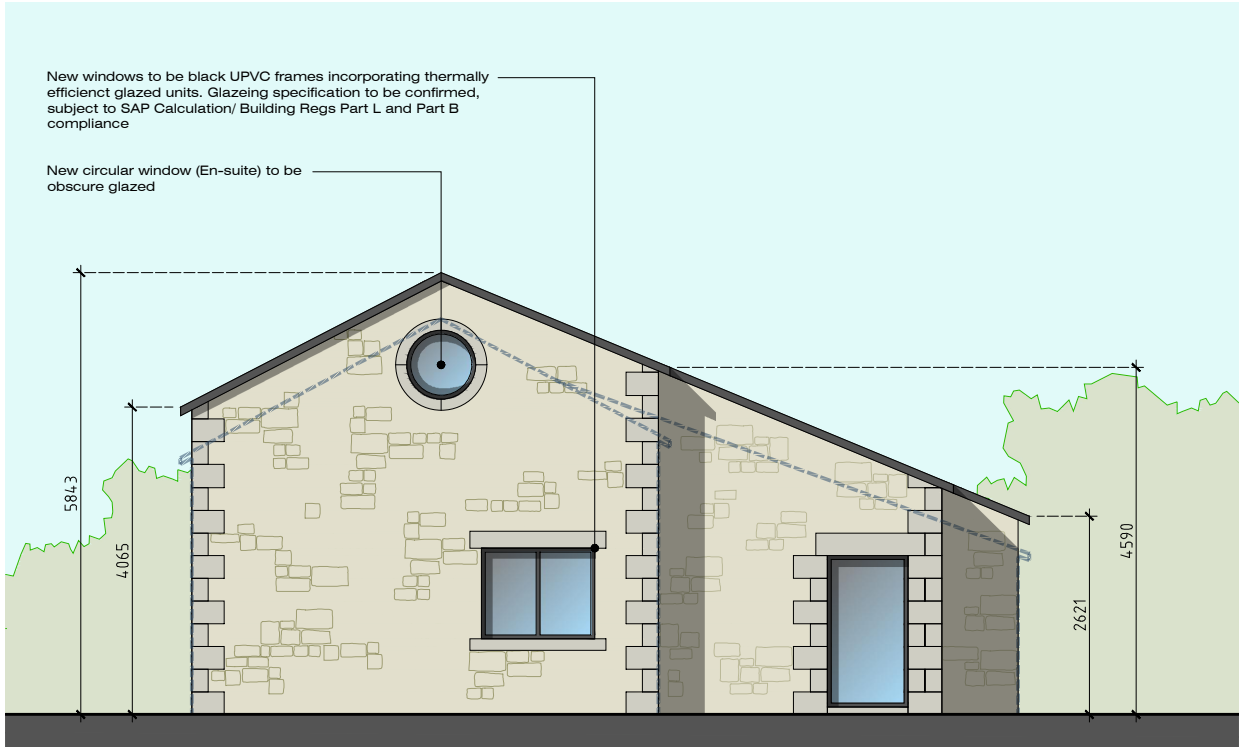 New windows to be black UPVC frames incorporating thermally
efficienct glazed units. Glazeing specification to be confirmed,
subject to SAP Calculation/ Building Regs Part L and Part B
compliance
New circular window (En-suite) to be
obscure glazed
5843
4065
2621
4590